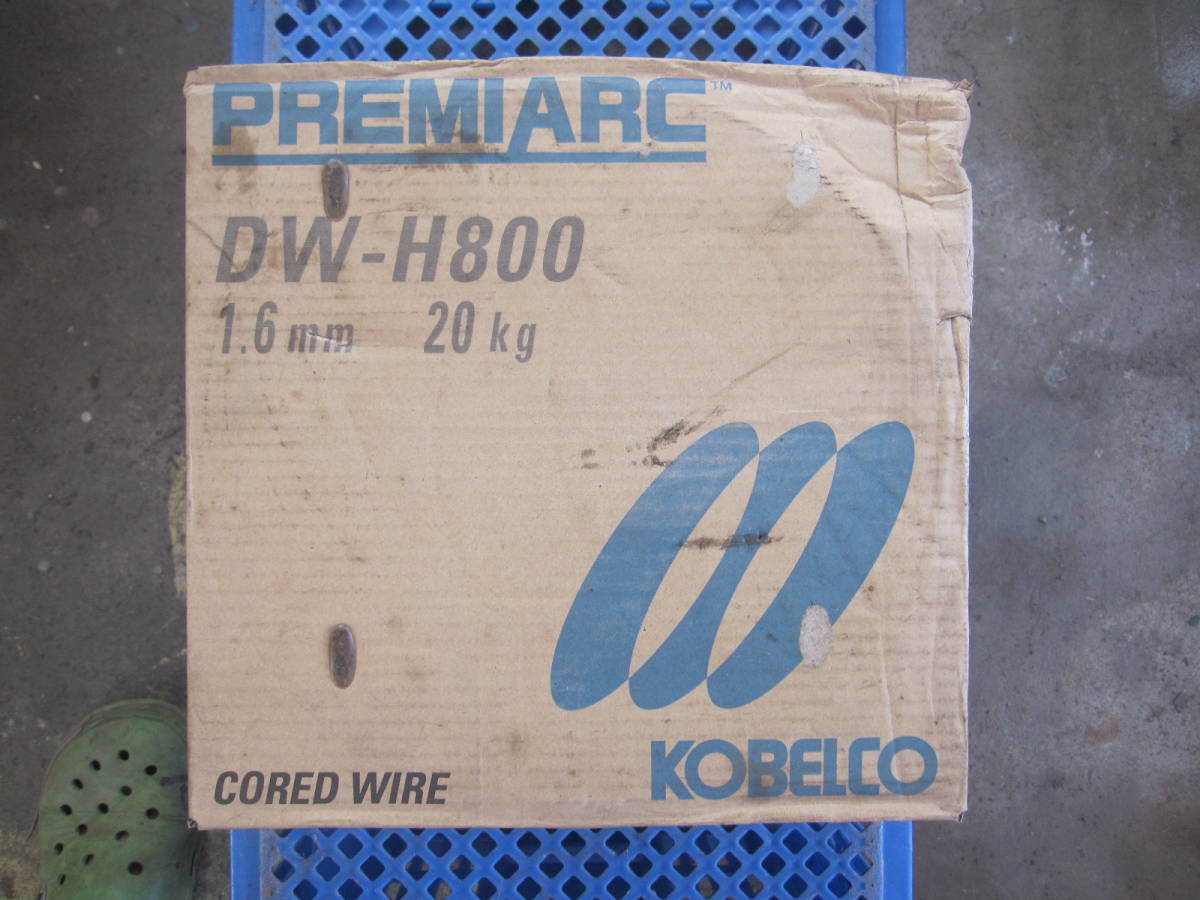 PREMIARC™
DW-H800
1.6 mm 20 kg
KOBELCO
CORED WIRE